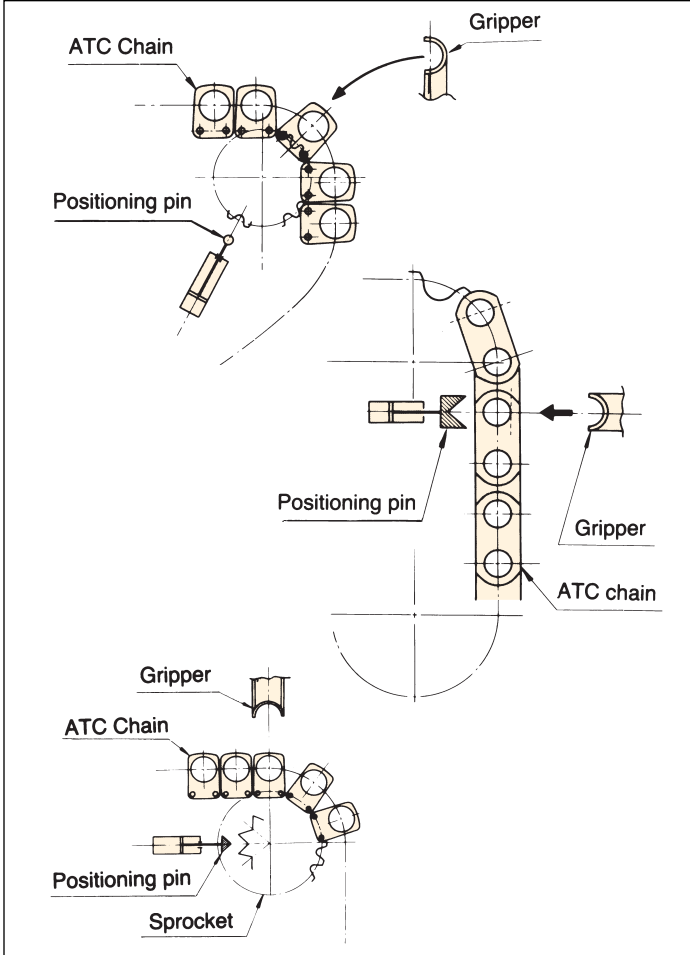 Gripper
ATC Chain
Positioning pin
Positioning pin
Gripper
ATC chain
Gripper
ATC Chain
Positioning pin
Sprocket